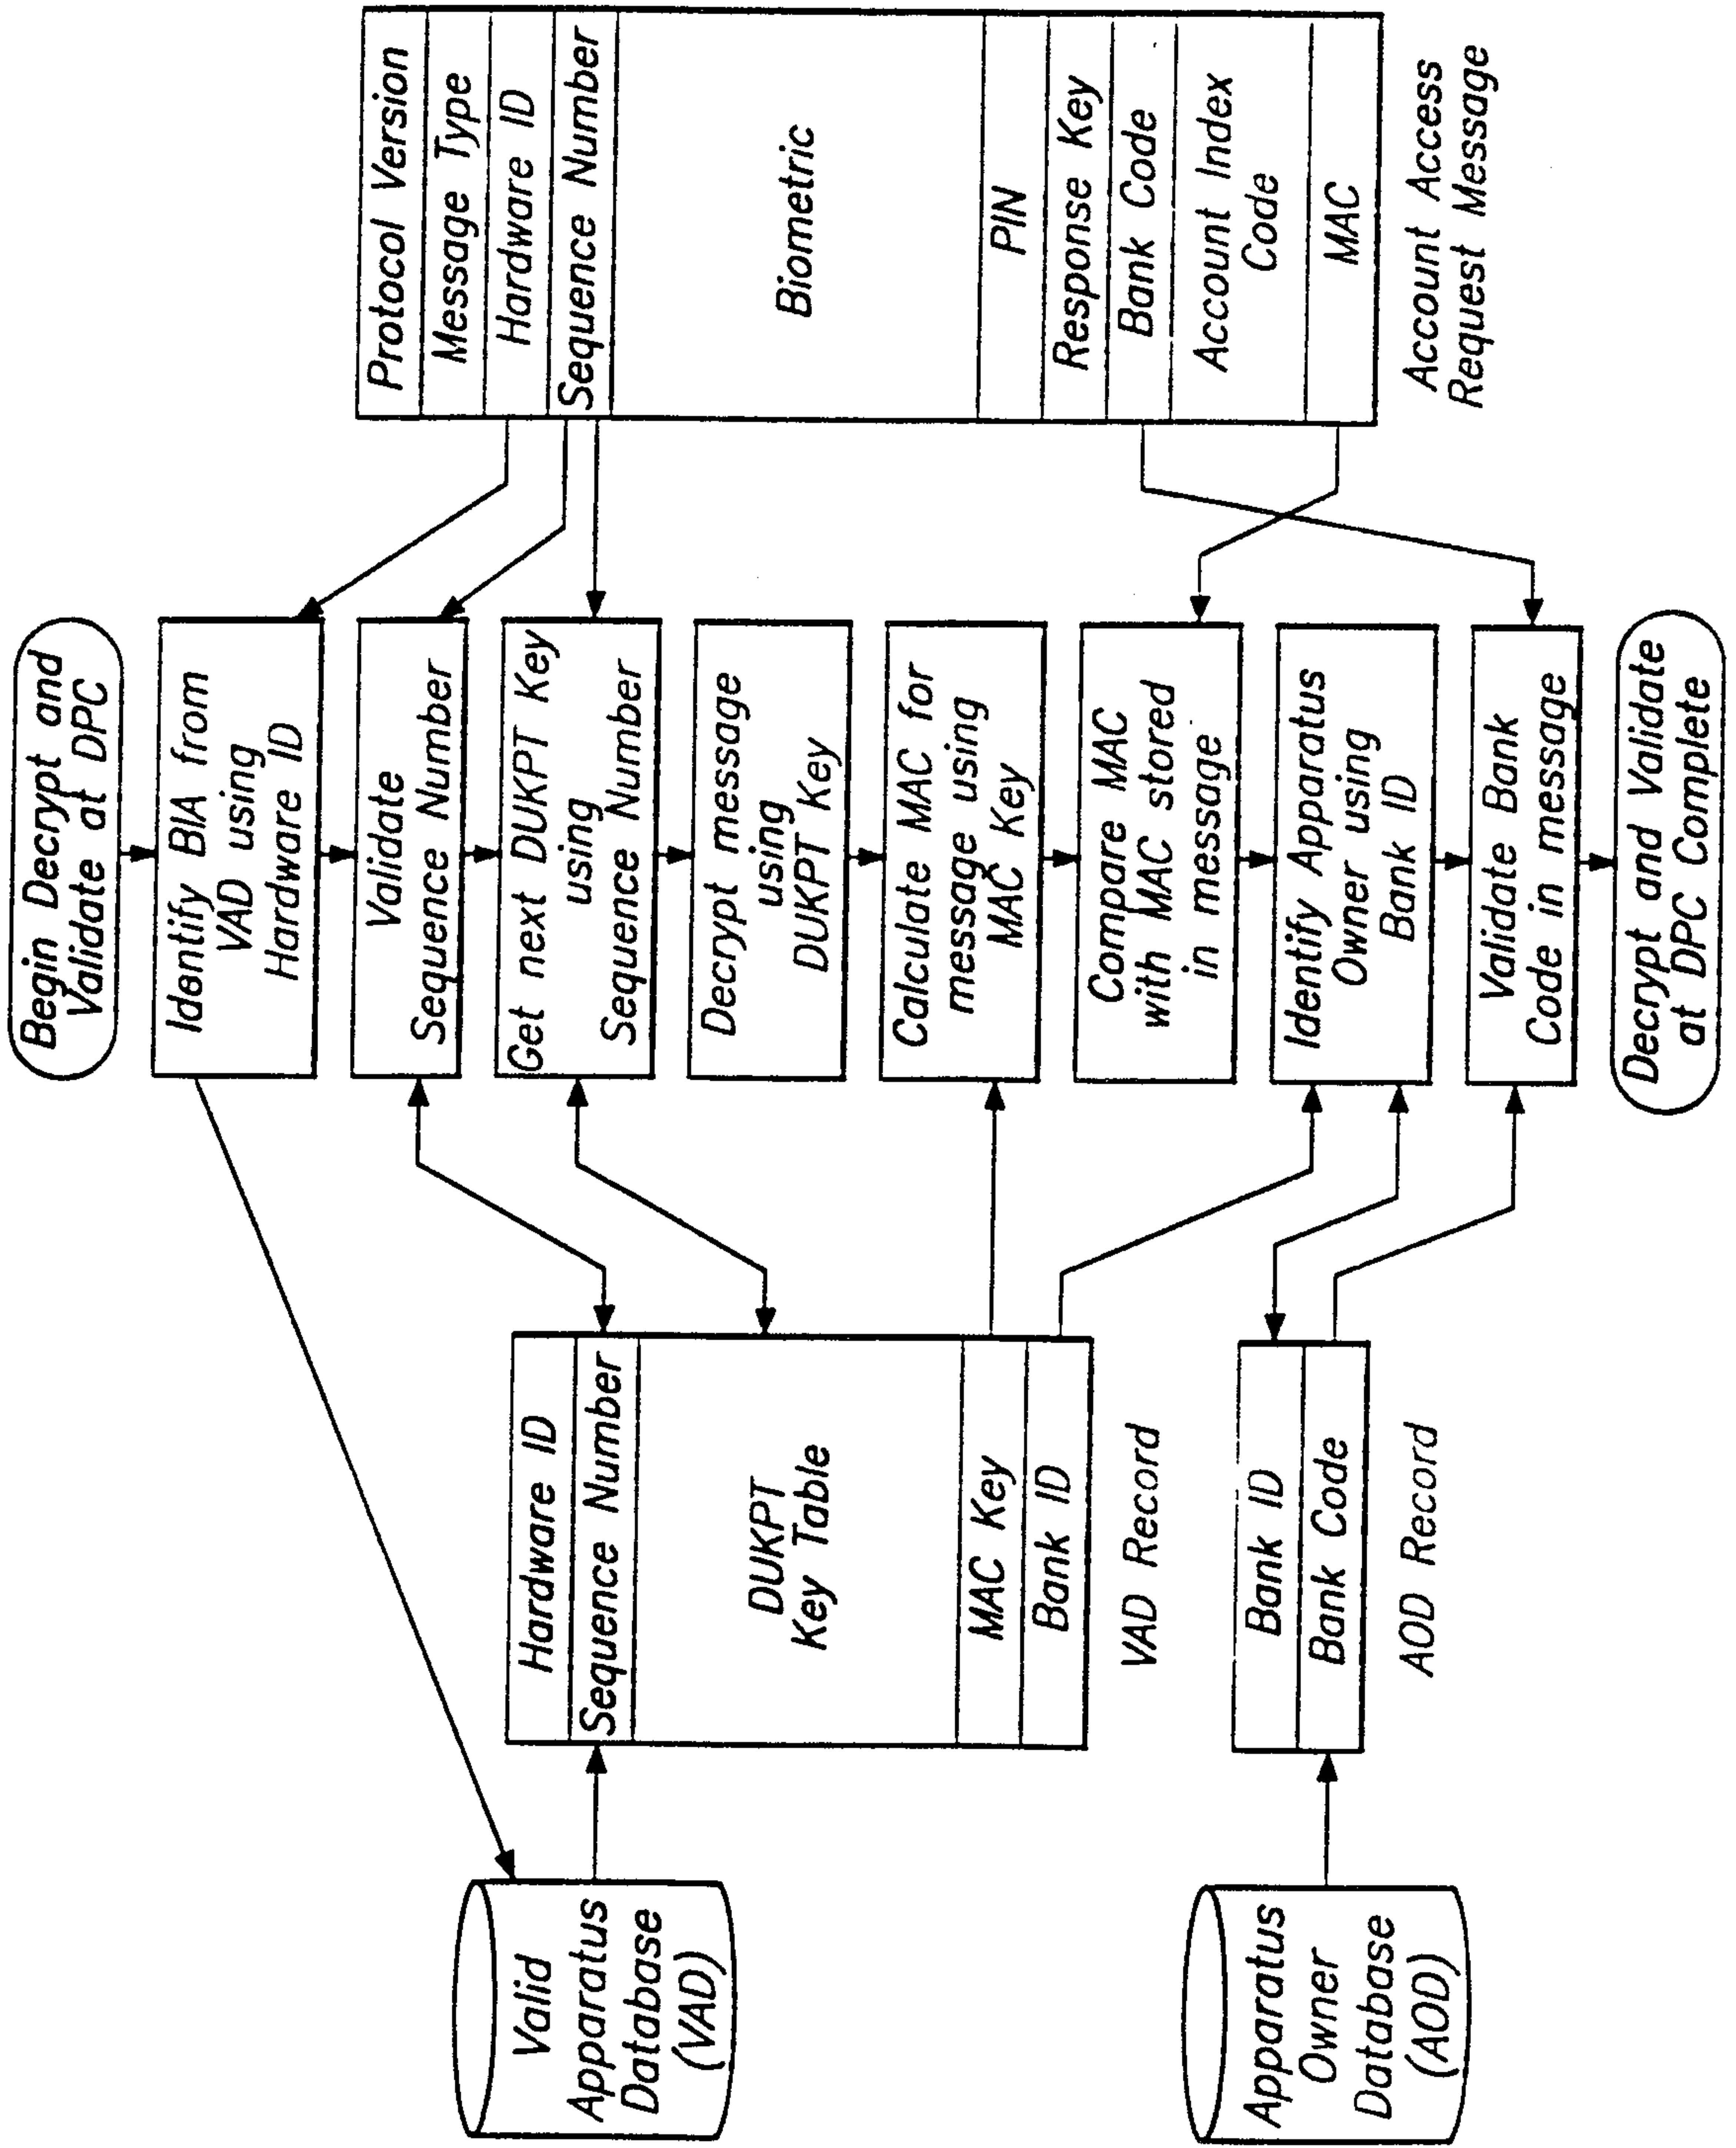 Begin Decrypt and
Validate at DPC
Identify BIA from
VAD using
Hardware ID
Validate
Sequence Number
Get next DUKPT Key
using
Sequence Number
Decrypt message
using
DUKPT Key
Calculate MAC for
message using
MAC Key
Compare MAC
with MAC stored
in message
Identify Apparatus
Owner using
Bank ID
Validate Bank
Code in message
Decrypt and Validate
at DPC Complete
Valid
Apparatus
Database
(VAD)
Hardware ID
Sequence Number
DUKPT
Key Table
MAC Key
Bank ID
VAD Record
Apparatus
Owner
Database
(AOD)
Bank ID
Bank Code
AOD Record
Protocol Version
Message Type
Hardware ID
Sequence Number
Biometric
PIN
Response Key
Bank Code
Account Index
Code
MAC
Account Access
Request Message